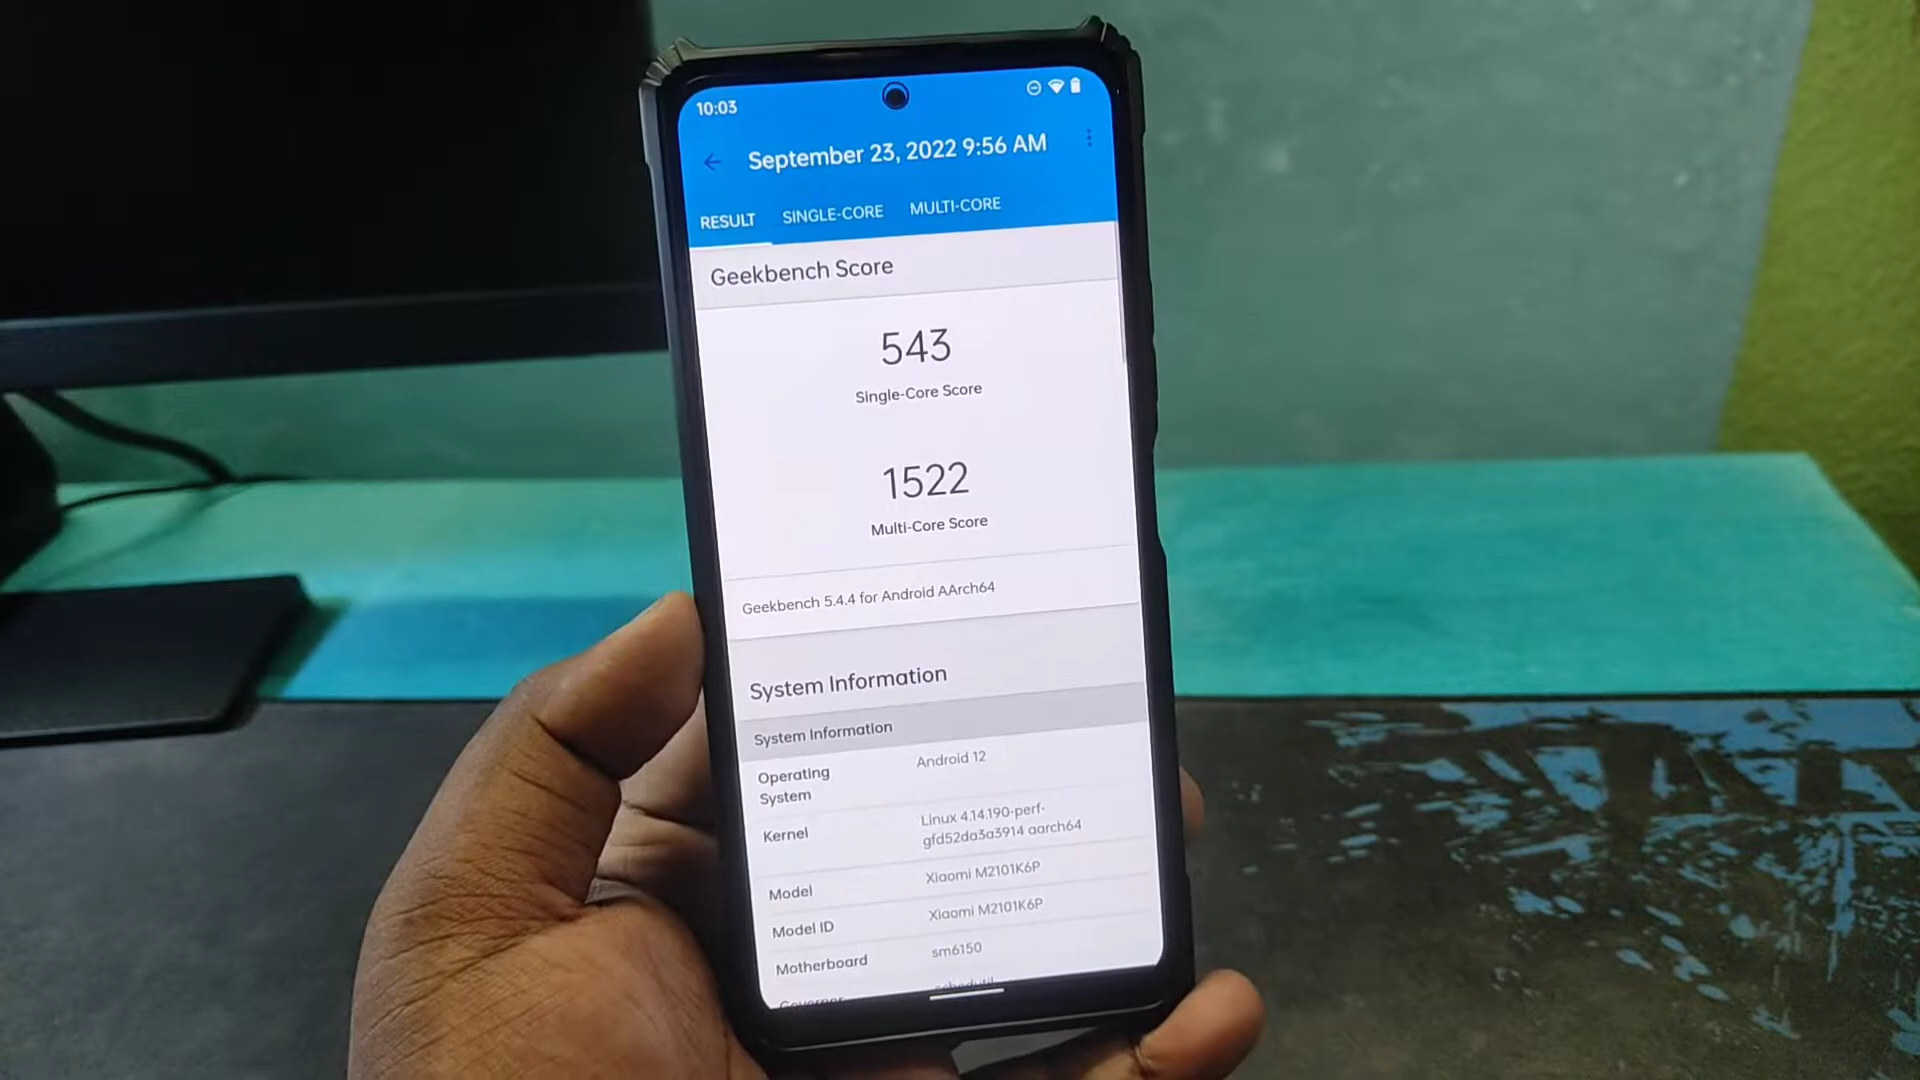 10:03
September 23, 2022 9:56 AM
RESULT SINGLE-CORE MULTI-CORE
Geekbench Score
543
Single-Core Score
1522
Multi-Core Score
Geekbench 5.4.4 for Android AArch64
System Information
System Information
Operating System Android 12
Kernel Linux 4.14.190-perf-
gfd52da3a3914 aarch64
Model Xiaomi M2101K6P
Model ID Xiaomi M2101K6P
Motherboard sm6150
Governor schedutil